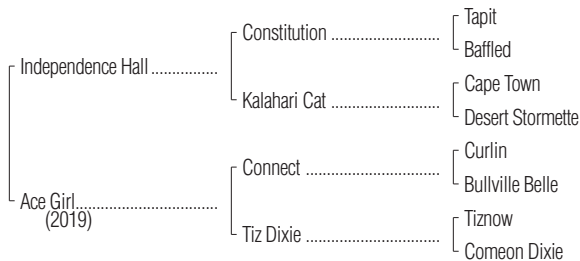 Tapit
Constitution
Baffled
Independence Hall
Cape Town
Kalahari Cat
Desert Stormette
Curlin
Connect
Bullville Belle
Ace Girl
(2019)
Tiznow
Tiz Dixie
Comeon Dixie